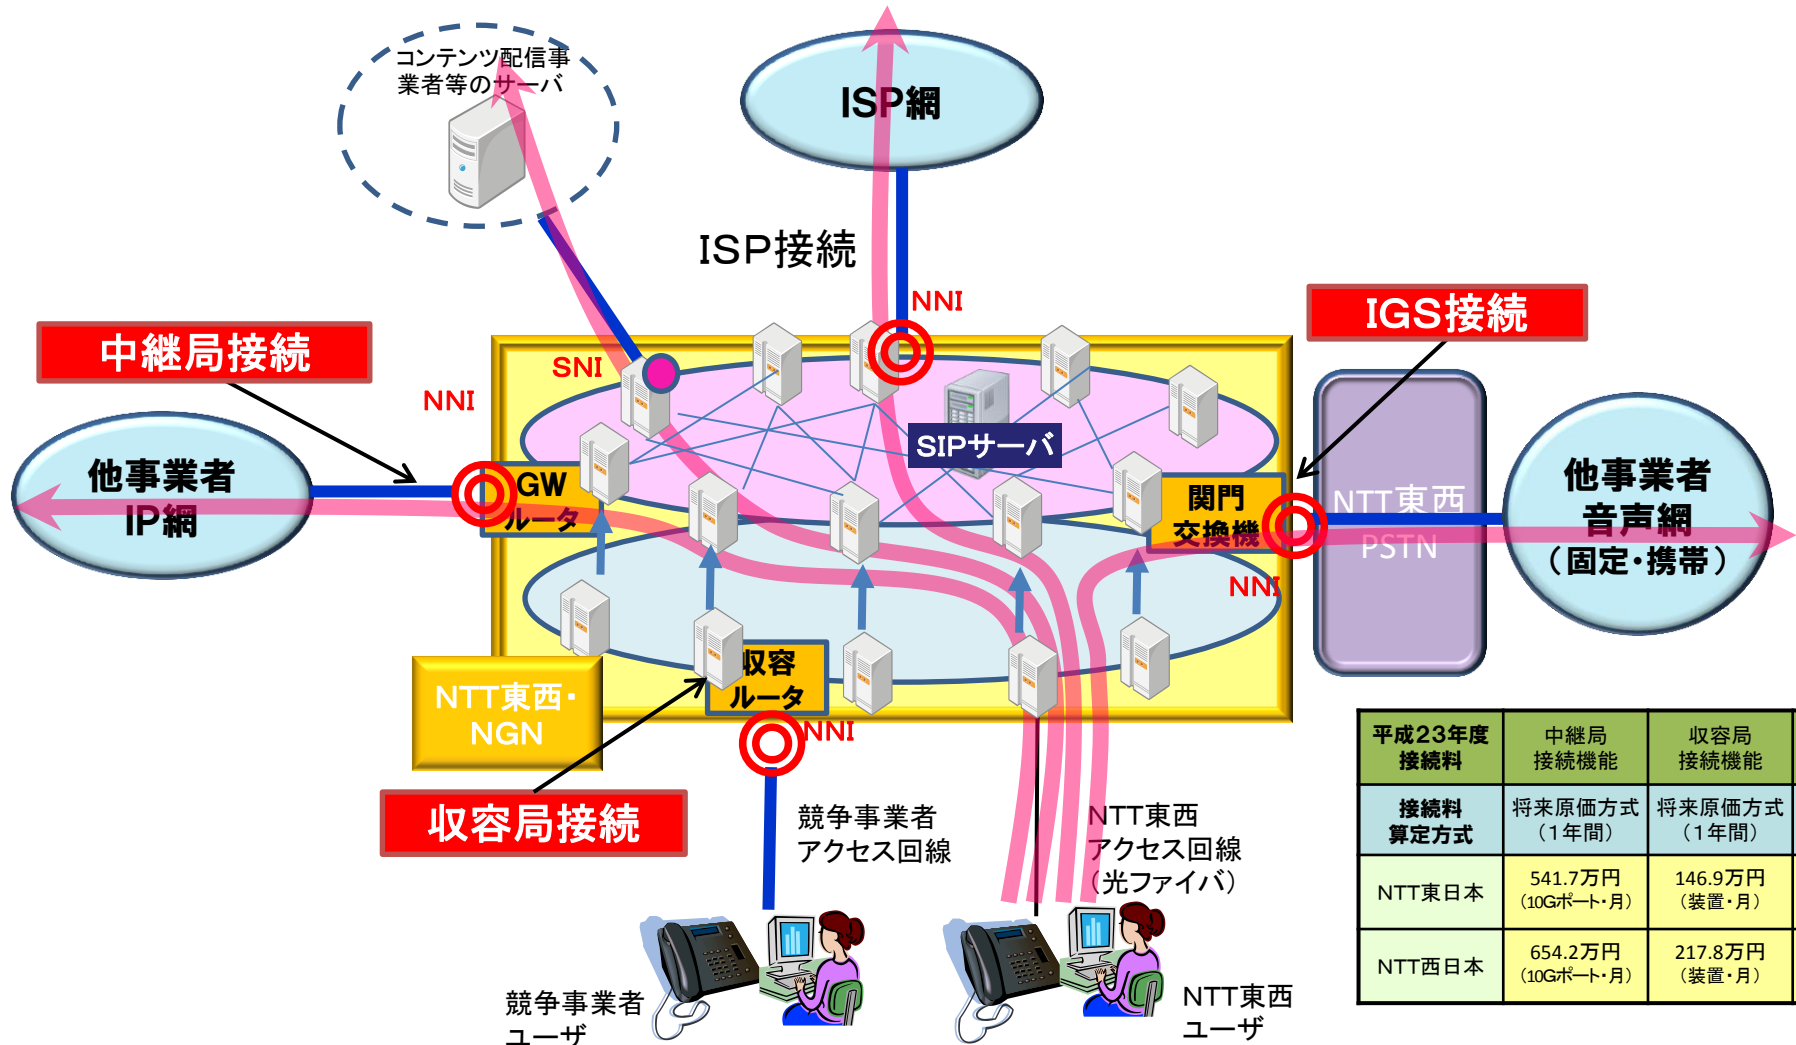 コンテンツ配信事
業者等のサーバ
ISP網
ISP接続
NNI
IGS接続
中継局接続
SNI
NNI
SIPサーバ
他事業者
IP網
GW
ルータ
関門
交換機
NTT東西
PSTN
他事業者
音声網
（固定・携帯）
NNI
NTT東西・
NGN
収容
ルータ
NNI
収容局接続
競争事業者
アクセス回線
NTT東西
アクセス回線
（光ファイバ）
競争事業者
ユーザ
NTT東西
ユーザ
平成23年度
接続料
中継局
接続機能
収容局
接続機能
接続料
算定方式
将来原価方式
（１年間）
将来原価方式
（１年間）
NTT東日本
541.7万円
（10Gポート・月）
146.9万円
（装置・月）
NTT西日本
654.2万円
（10Gポート・月）
217.8万円
（装置・月）